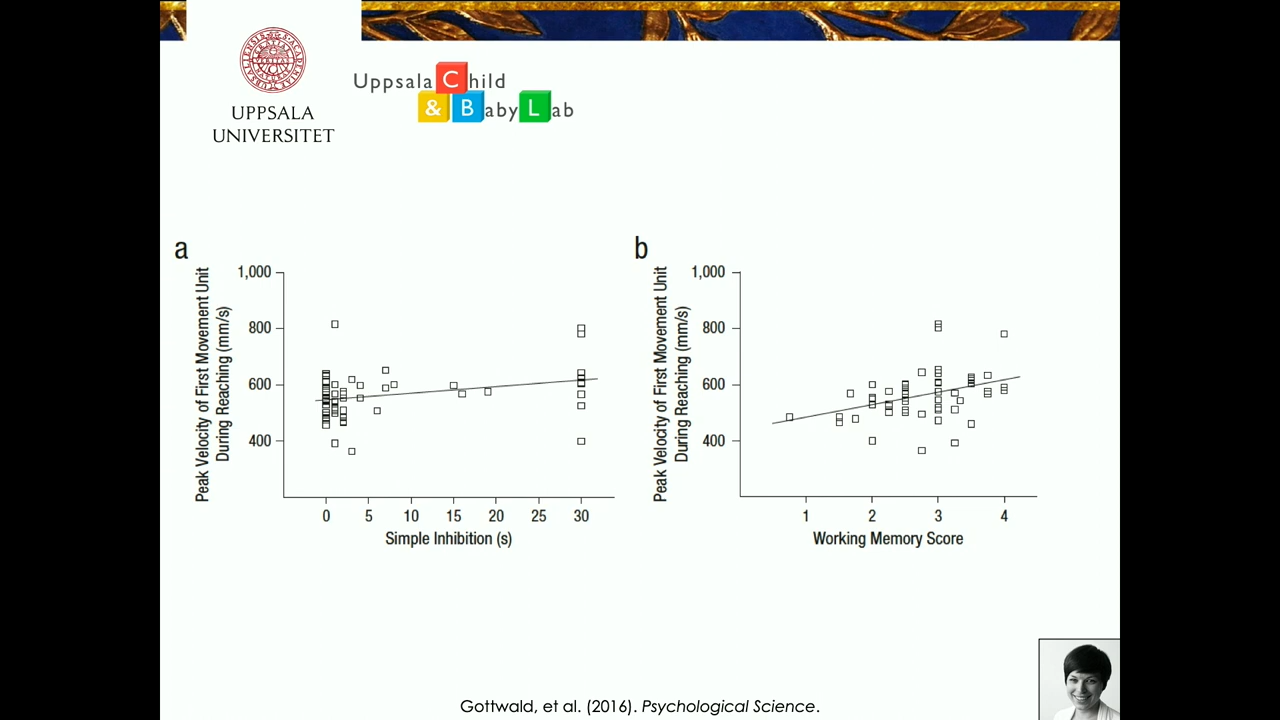 UPPSALA
UNIVERSITET
Uppsala Child
& Baby Lab
a
Peak Velocity of First Movement Unit
During Reaching (mm/s)
1,000
800
600
400
0 5 10 15 20 25 30
Simple Inhibition (s)
b
Peak Velocity of First Movement Unit
During Reaching (mm/s)
1,000
800
600
400
1 2 3 4
Working Memory Score
Gottwald, et al. (2016). Psychological Science.